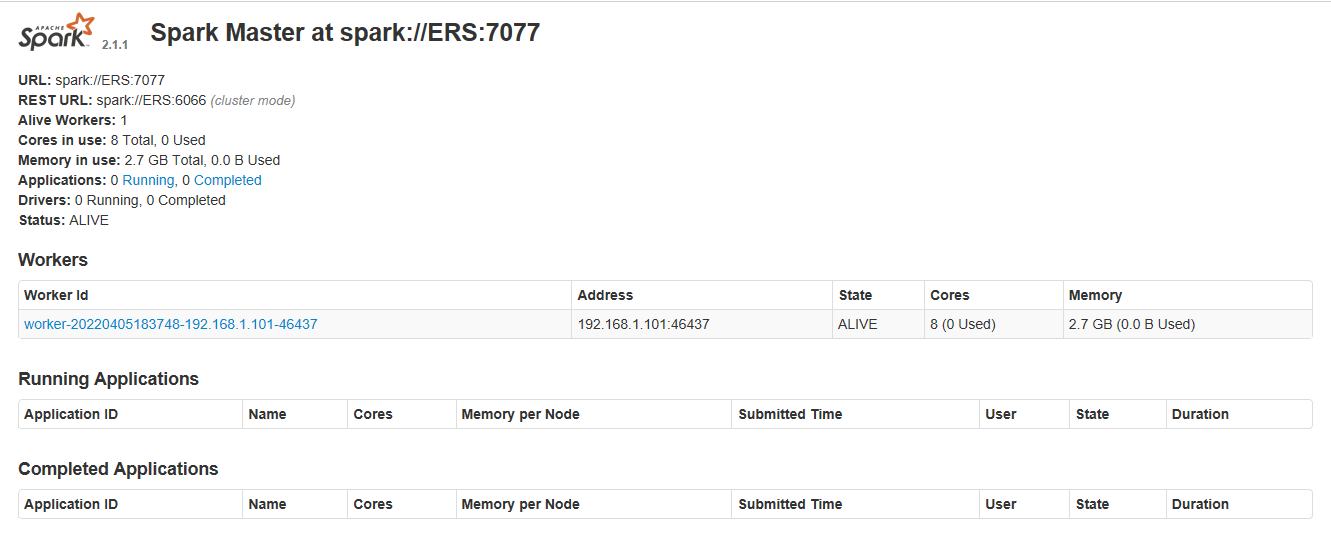 APACHE
Spark 2.1.1 Spark Master at spark://ERS:7077
URL: spark://ERS:7077
REST URL: spark://ERS:6066 (cluster mode)
Alive Workers: 1
Cores in use: 8 Total, 0 Used
Memory in use: 2.7 GB Total, 0.0 B Used
Applications: 0 Running, 0 Completed
Drivers: 0 Running, 0 Completed
Status: ALIVE
Workers
Worker Id Address State Cores Memory
worker-20220405183748-192.168.1.101-46437 192.168.1.101:46437 ALIVE 8 (0 Used) 2.7 GB (0.0 B Used)
Running Applications
Application ID Name Cores Memory per Node Submitted Time User State Duration
Completed Applications
Application ID Name Cores Memory per Node Submitted Time User State Duration